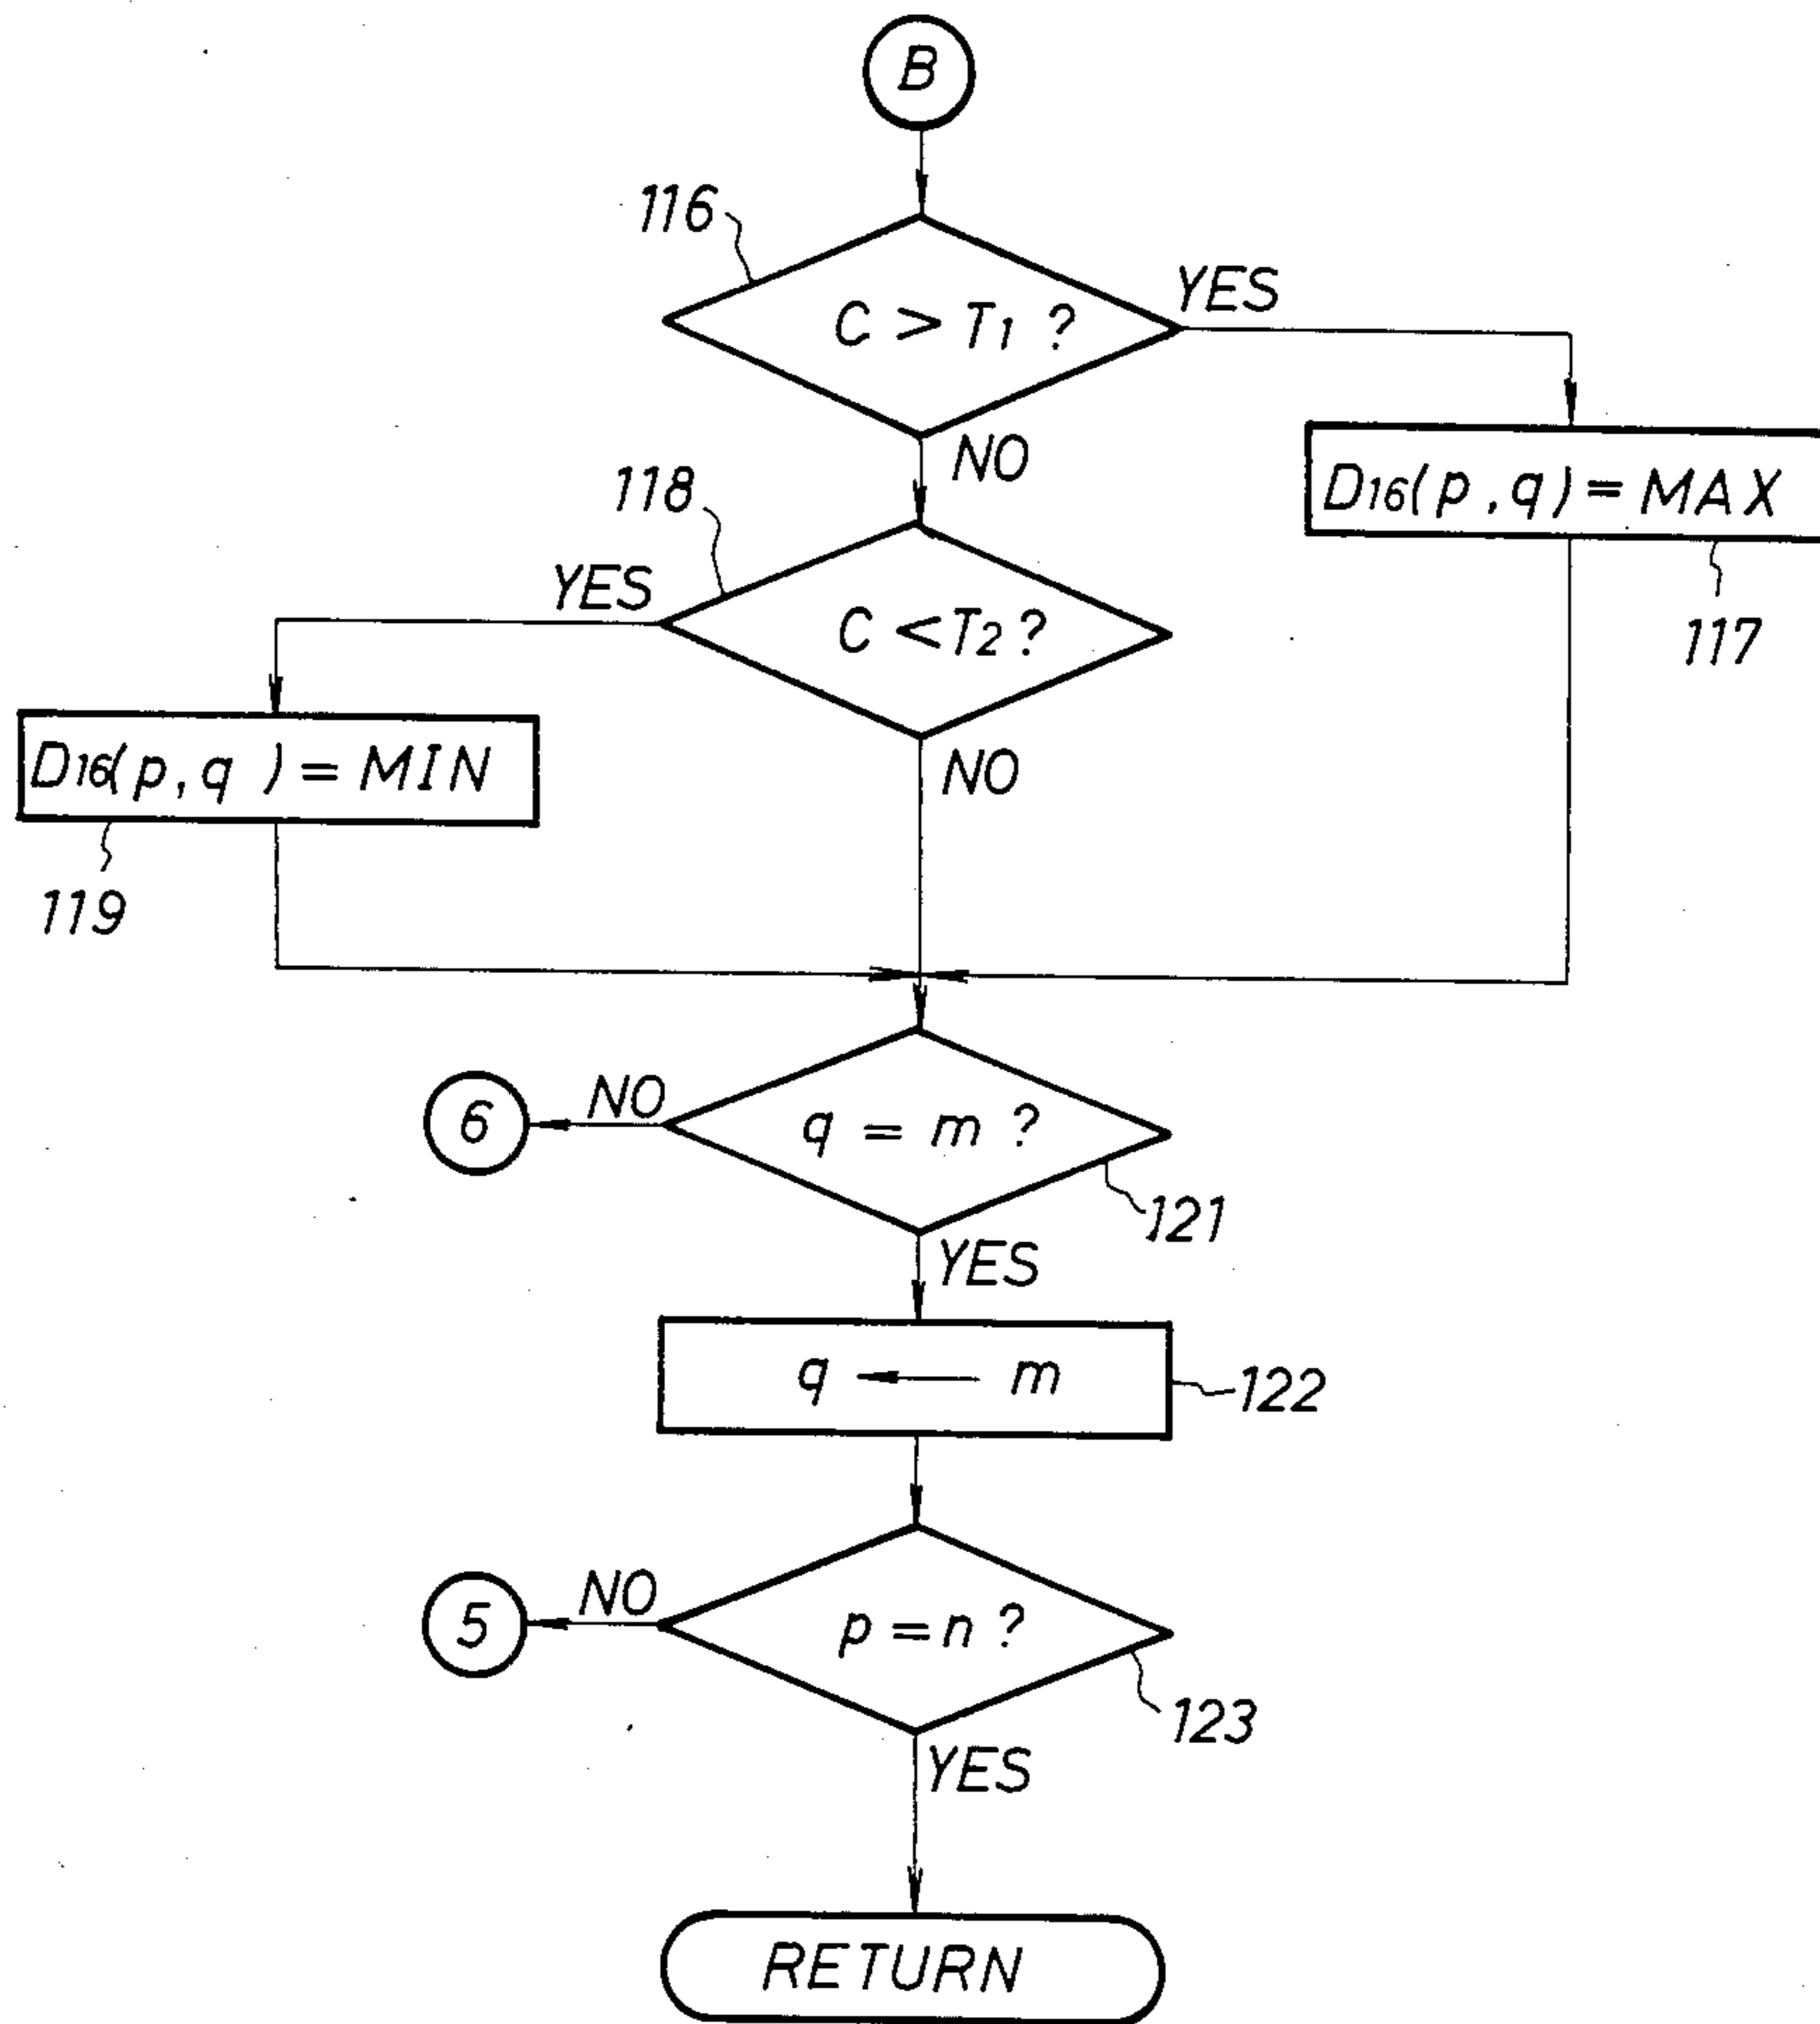 B
116
C > T1 ?
YES
NO
D16(p,q)=MAX
117
118
YES
C <T2?
NO
D16(p,q)=MIN
119
6
NO
q = m ?
121
YES
q ← m
122
5
NO
p=n ?
123
YES
RETURN